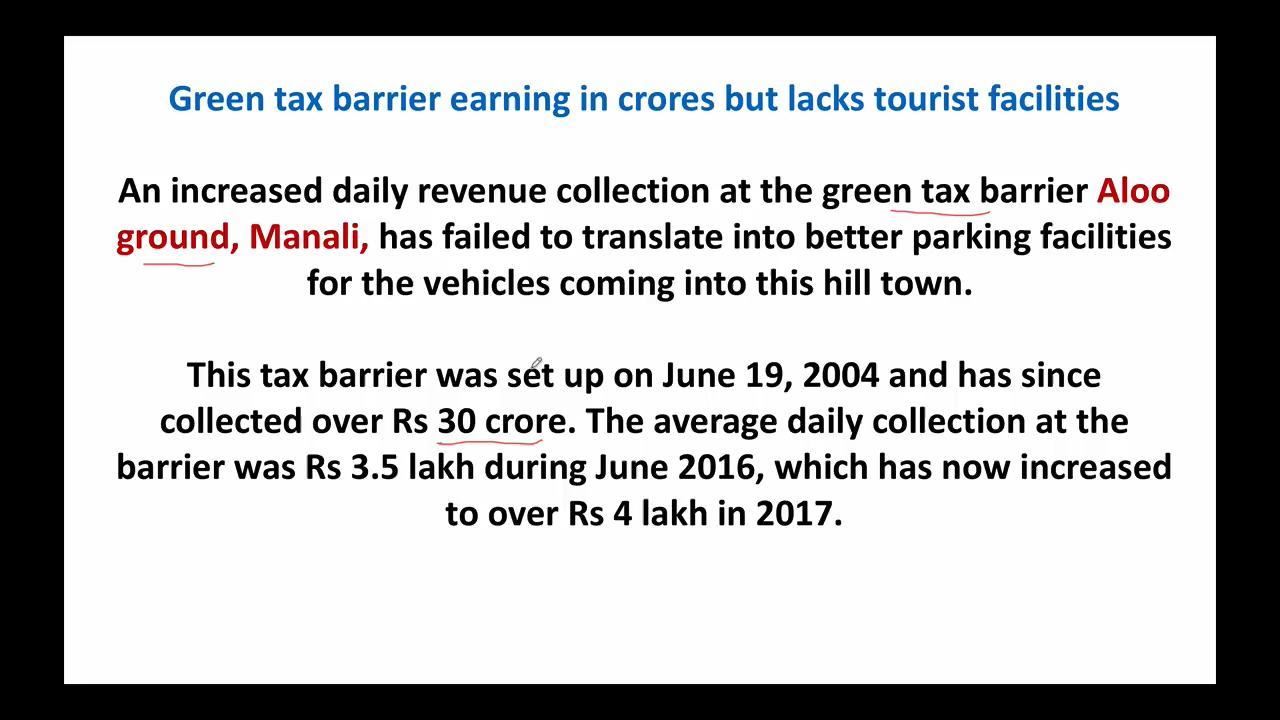 Green tax barrier earning in crores but lacks tourist facilities
An increased daily revenue collection at the green tax barrier Aloo
ground, Manali, has failed to translate into better parking facilities
for the vehicles coming into this hill town.
This tax barrier was set up on June 19, 2004 and has since
collected over Rs 30 crore. The average daily collection at the
barrier was Rs 3.5 lakh during June 2016, which has now increased
to over Rs 4 lakh in 2017.